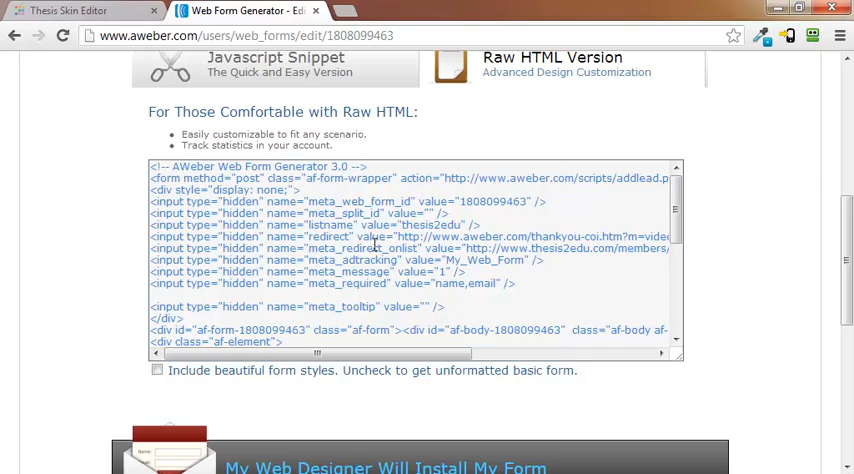 Thesis Skin Editor
Web Form Generator - Edi
www.aweber.com/users/web_forms/edit/1808099463
Javascript Snippet
The Quick and Easy Version
Raw HTML Version
Advanced Design Customization
For Those Comfortable with Raw HTML:
Easily customizable to fit any scenario.
Track statistics in your account.
<!-- AWeber Web Form Generator 3.0 -->
<form method="post" class="af-form-wrapper" action="http://www.aweber.com/scripts/addlead.p
<div style="display: none;">
<input type="hidden" name="meta_web_form_id" value="1808099463" />
<input type="hidden" name="meta_split_id" value="" />
<input type="hidden" name="listname" value="thesis2edu" />
<input type="hidden" name="redirect" value="http://www.aweber.com/thankyou-coi.htm?m=video
<input type="hidden" name="meta_redirect_onlist" value="http://www.thesis2edu.com/members/
<input type="hidden" name="meta_adtracking" value="My_Web_Form" />
<input type="hidden" name="meta_message" value="1" />
<input type="hidden" name="meta_required" value="name,email" />
<input type="hidden" name="meta_tooltip" value="" />
</div>
<div id="af-form-1808099463" class="af-form"><div id="af-body-1808099463"  class="af-body af-
<div class="af-element">
Include beautiful form styles. Uncheck to get unformatted basic form.
My Web Designer Will Install My Form